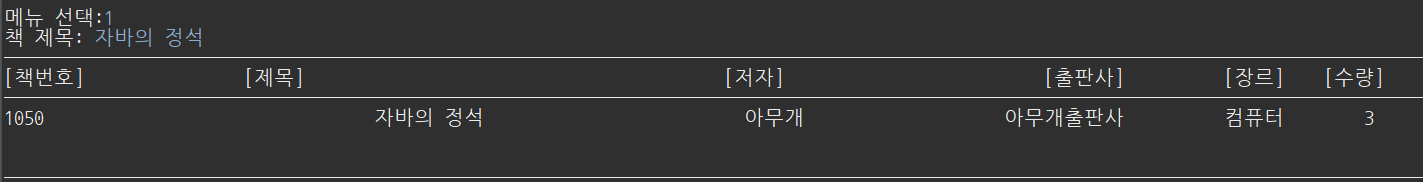 메뉴 선택:1
책 제목: 자바의 정석
[책번호] [제목] [저자] [출판사] [장르] [수량]
1050 자바의 정석 아무개 아무개출판사 컴퓨터 3